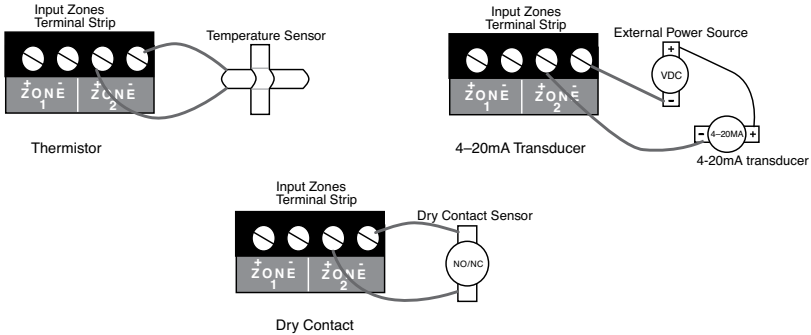 Input Zones
Terminal Strip
Temperature Sensor
+ - + -
ZONE ZONE
1 2
Thermistor
Input Zones
Terminal Strip
External Power Source
+
VDC
-
+ - + -
ZONE ZONE
1 2
- 4–20MA +
4–20mA Transducer
4-20mA transducer
Input Zones
Terminal Strip
Dry Contact Sensor
+ - + -
ZONE ZONE
1 2
NO/NC
Dry Contact